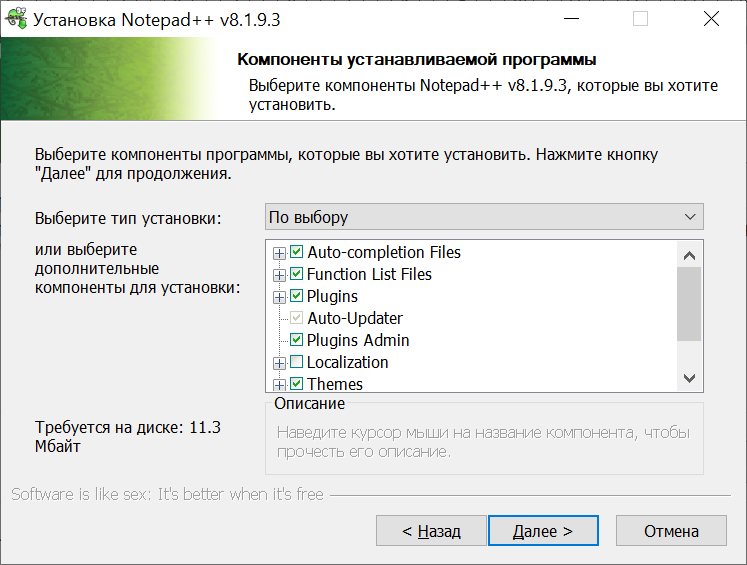 Установка Notepad++ v8.1.9.3
Компоненты устанавливаемой программы
Выберите компоненты Notepad++ v8.1.9.3, которые вы хотите
установить.
Выберите компоненты программы, которые вы хотите установить. Нажмите кнопку
"Далее" для продолжения.
Выберите тип установки:
По выбору
или выберите
дополнительные
компоненты для установки:
Auto-completion Files
Function List Files
Plugins
Auto-Updater
Plugins Admin
Localization
Themes
Требуется на диске: 11.3
Мбайт
Описание
Наведите курсор мыши на название компонента, чтобы
прочесть его описание.
Software is like sex: It's better when it's free
< Назад
Далее >
Отмена